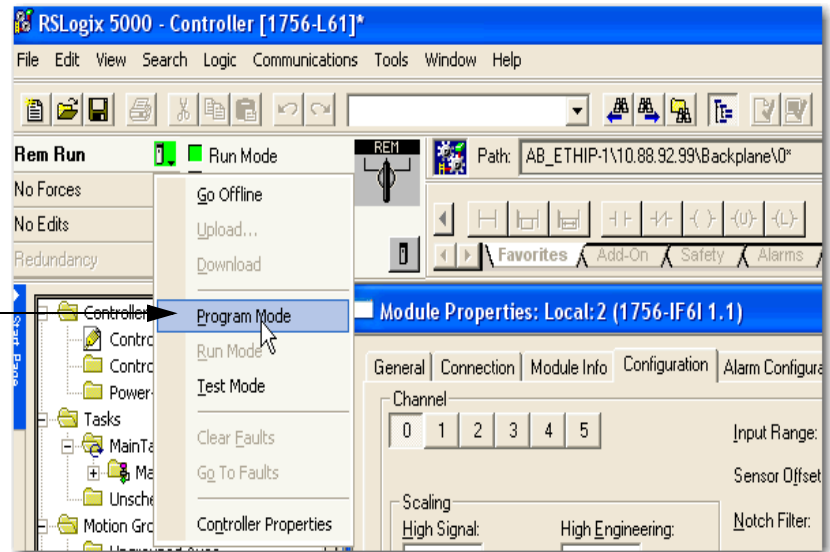 RSLogix 5000 - Controller [1756-L61]*
File Edit View Search Logic Communications Tools Window Help
Rem Run
Run Mode
REM
Path: AB_ETHIP-1\10.88.92.99\Backplane\0*
No Forces
No Edits
Redundancy
Go Offline
Upload...
Download
Program Mode
Run Mode
Test Mode
Clear Faults
Go To Faults
Controller Properties
Favorites Add-On Safety Alarms
Start Page
Controller
Contro
Contro
Power-
Tasks
MainTa
Ma
Unsche
Motion Gro
Module Properties: Local:2 (1756-IF6I 1.1)
General Connection Module Info Configuration Alarm Configura
Channel
0 1 2 3 4 5
Input Range:
Sensor Offset
Scaling
High Signal: High Engineering:
Notch Filter: